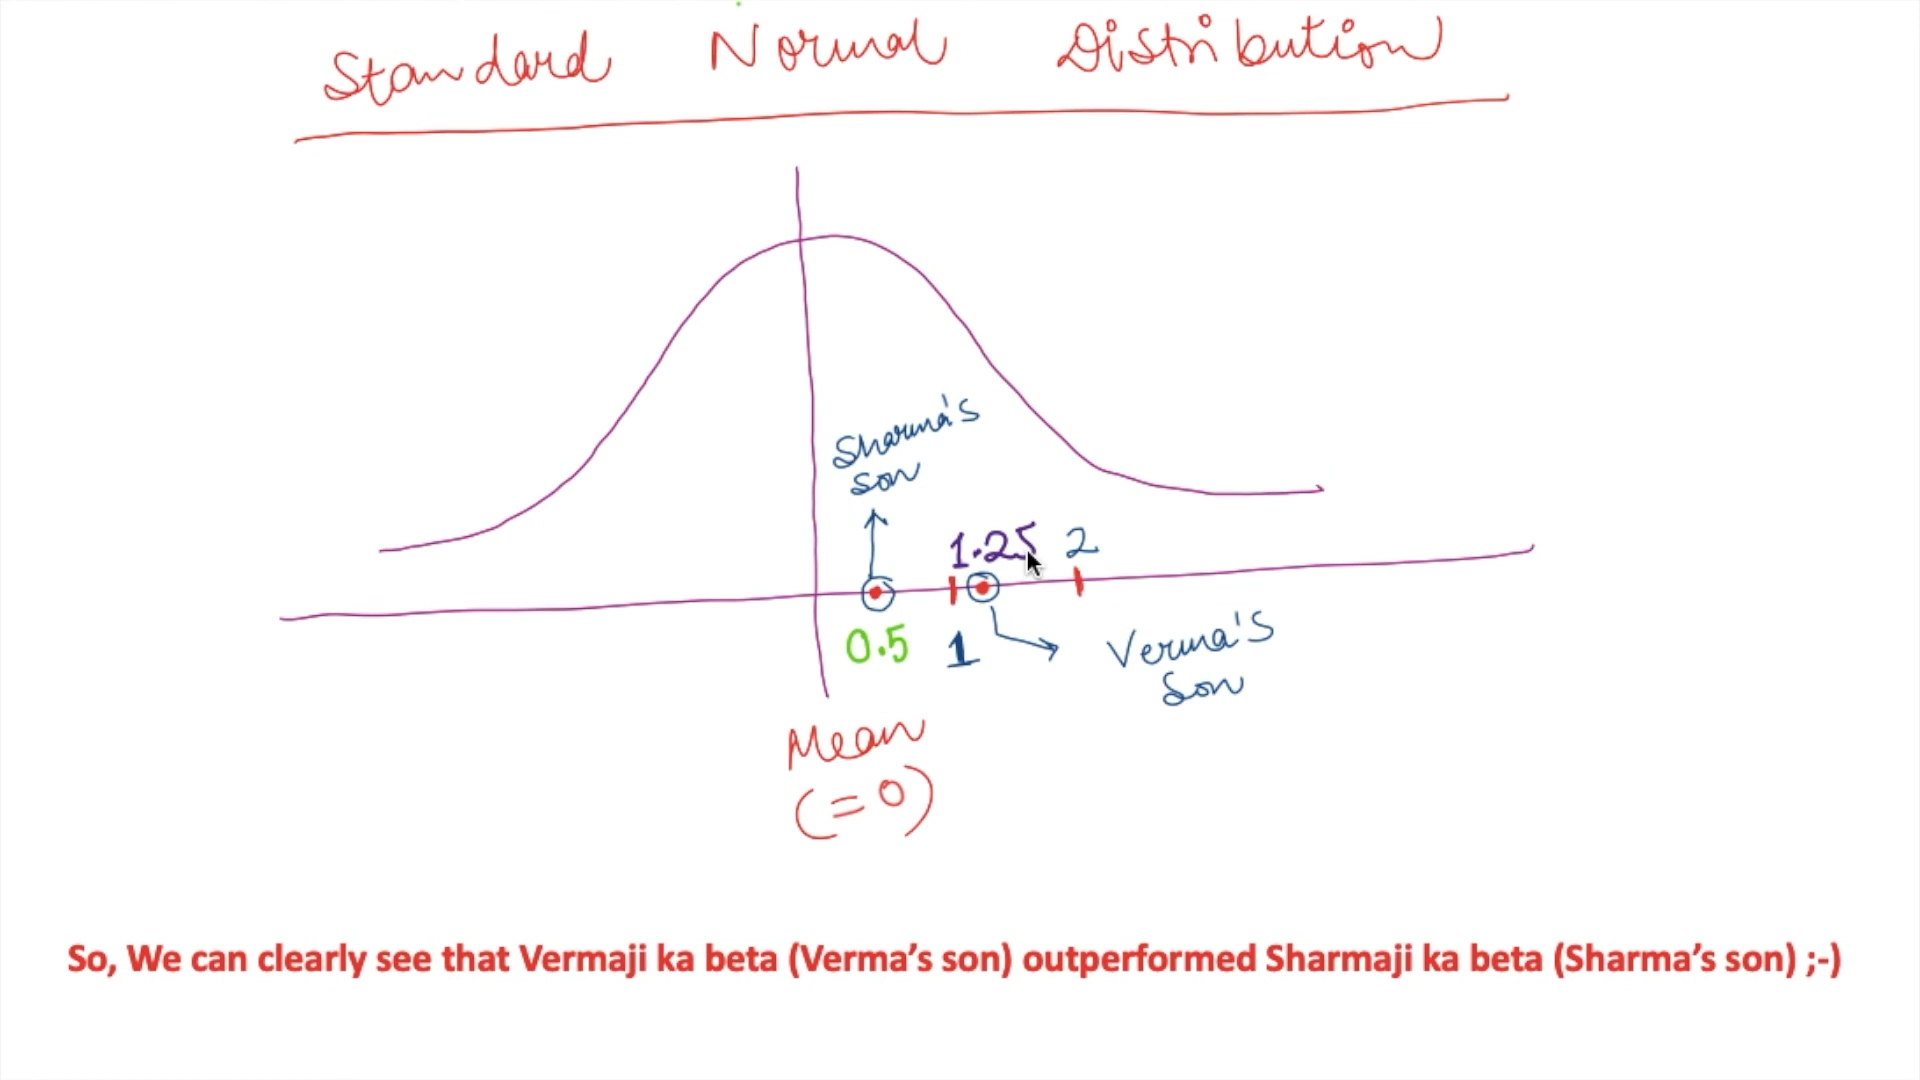 Standard Normal Distribution
Sharma's
son
1.25 2
0.5 1
Verma's
Son
Mean
(=0)
So, We can clearly see that Vermaji ka beta (Verma’s son) outperformed Sharmaji ka beta (Sharma’s son) ;-)